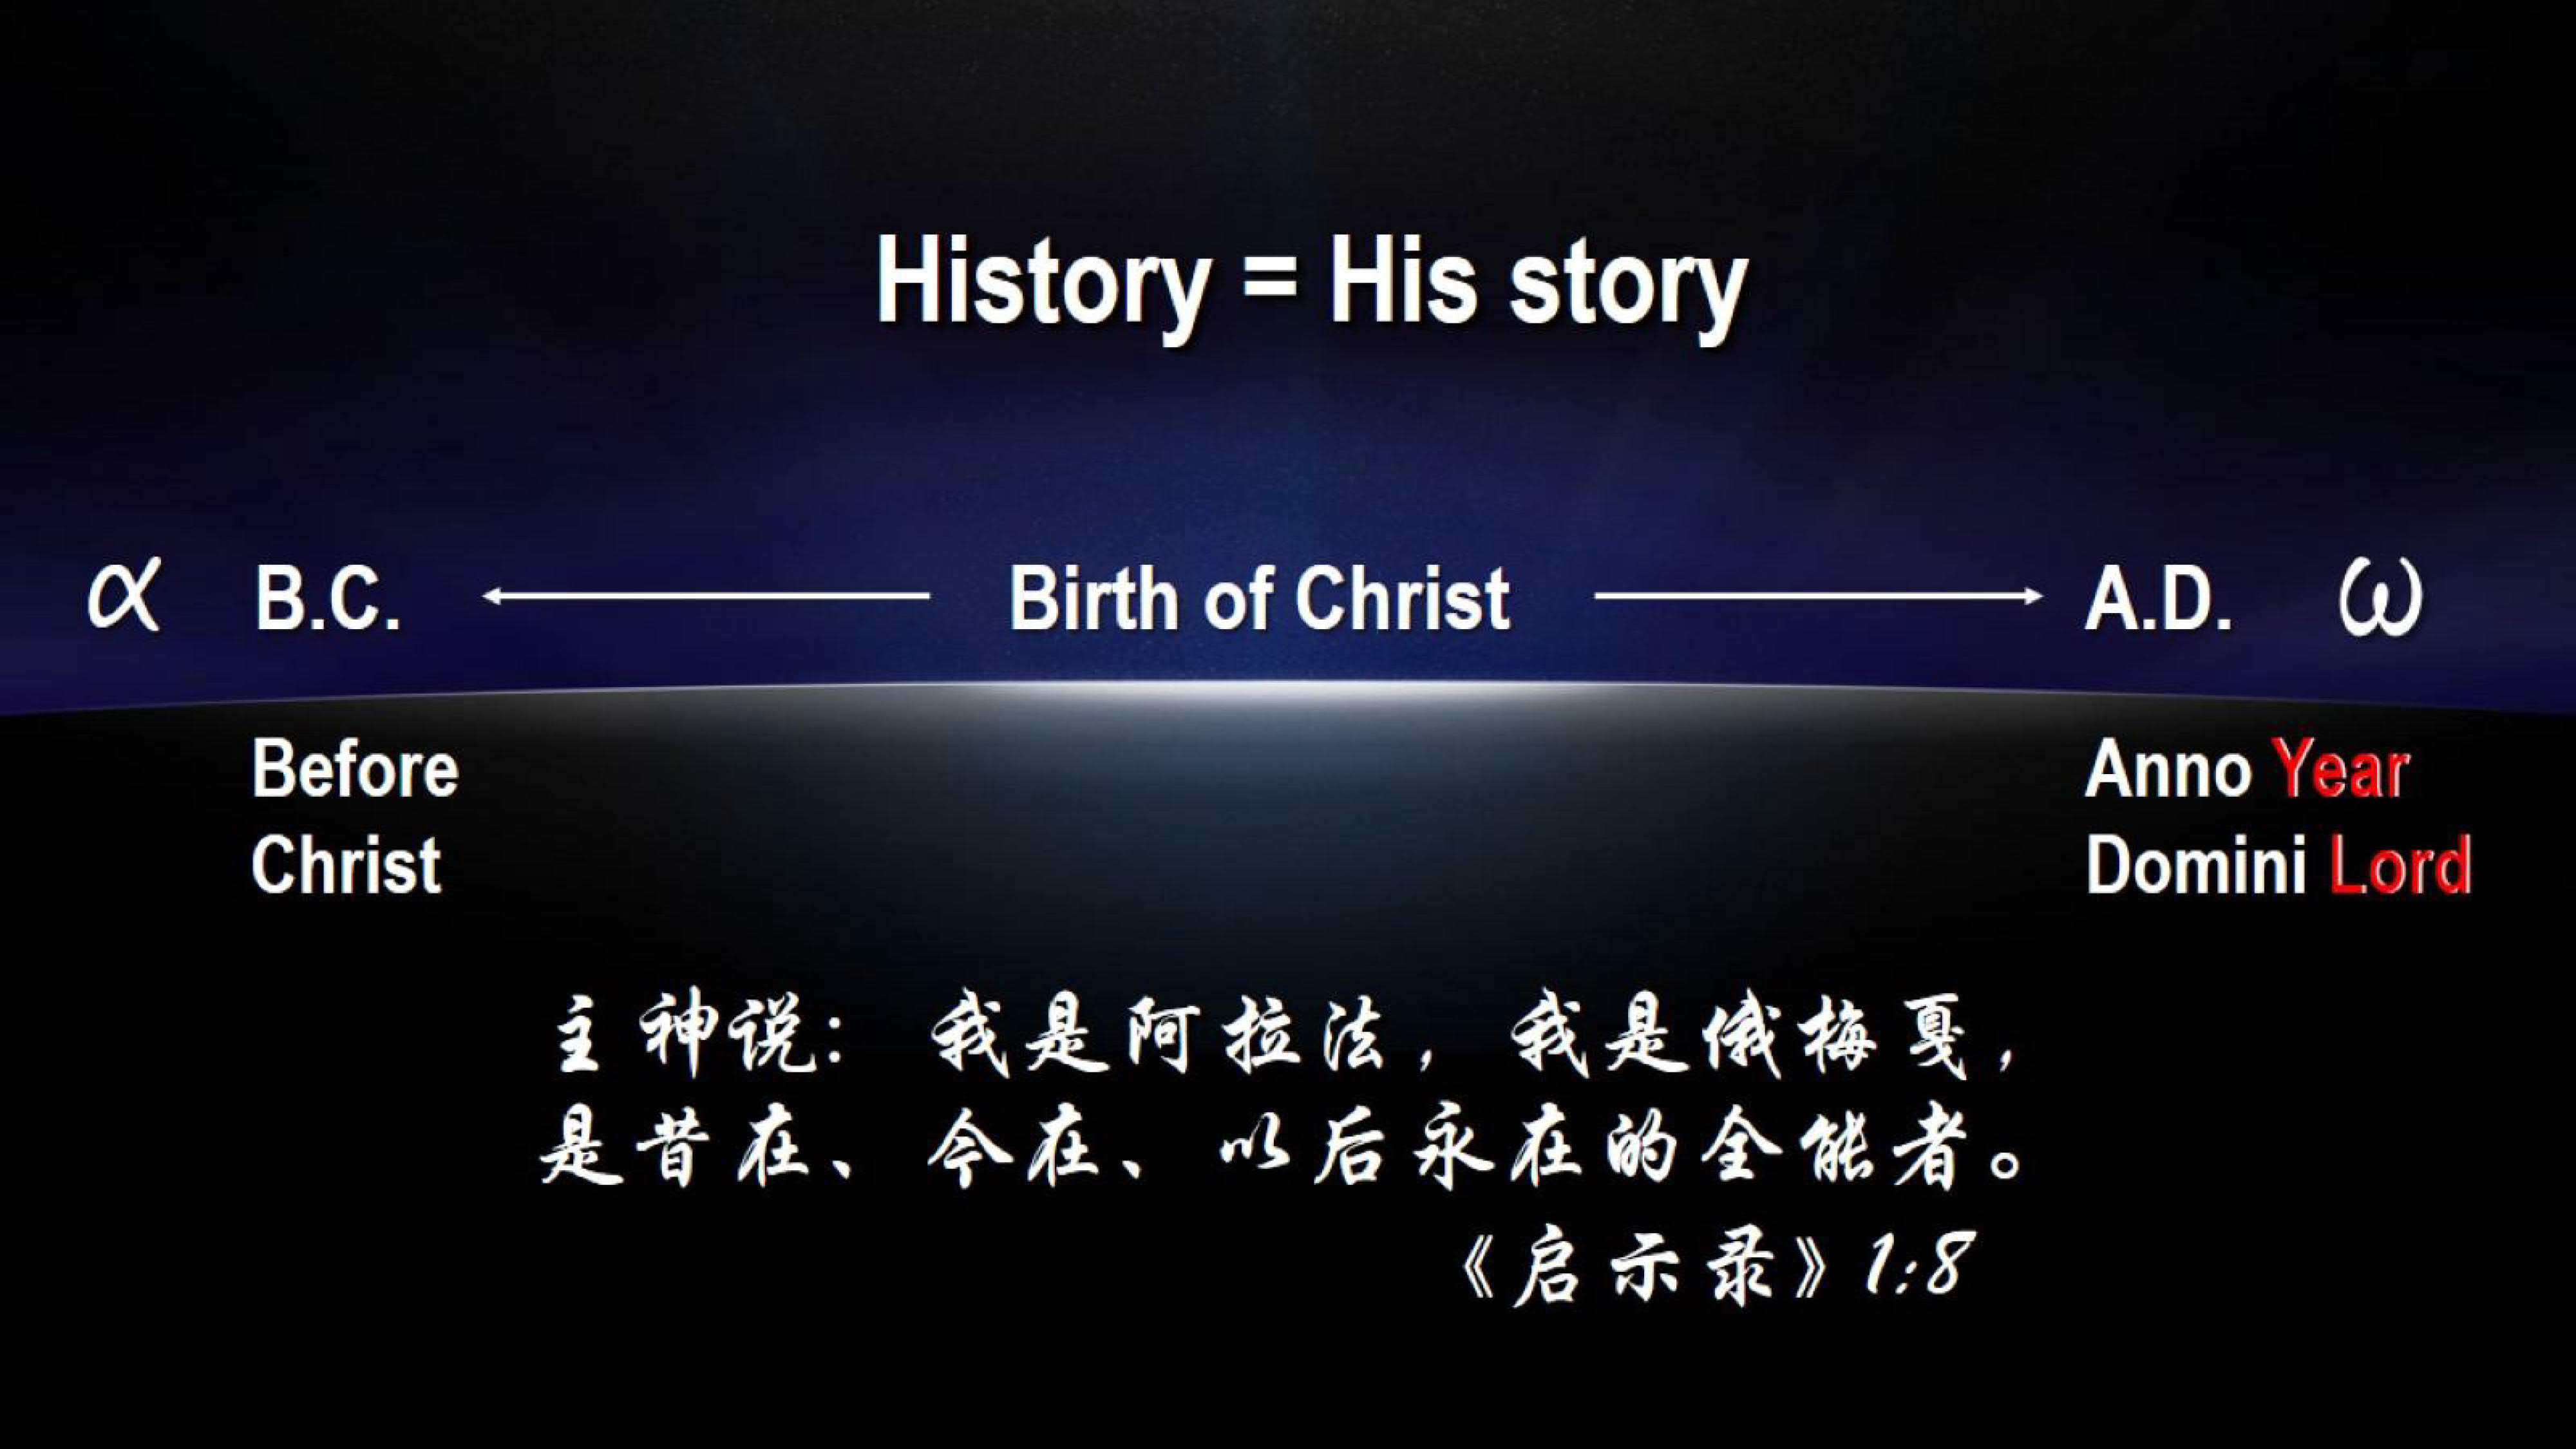 History = His story
α B.C. Birth of Christ A.D. ω
Before Anno Year
Christ Domini Lord
主神说：我是阿拉法，我是俄梅戛，
是昔在、今在、以后永在的全能者。
《启示录》1:8